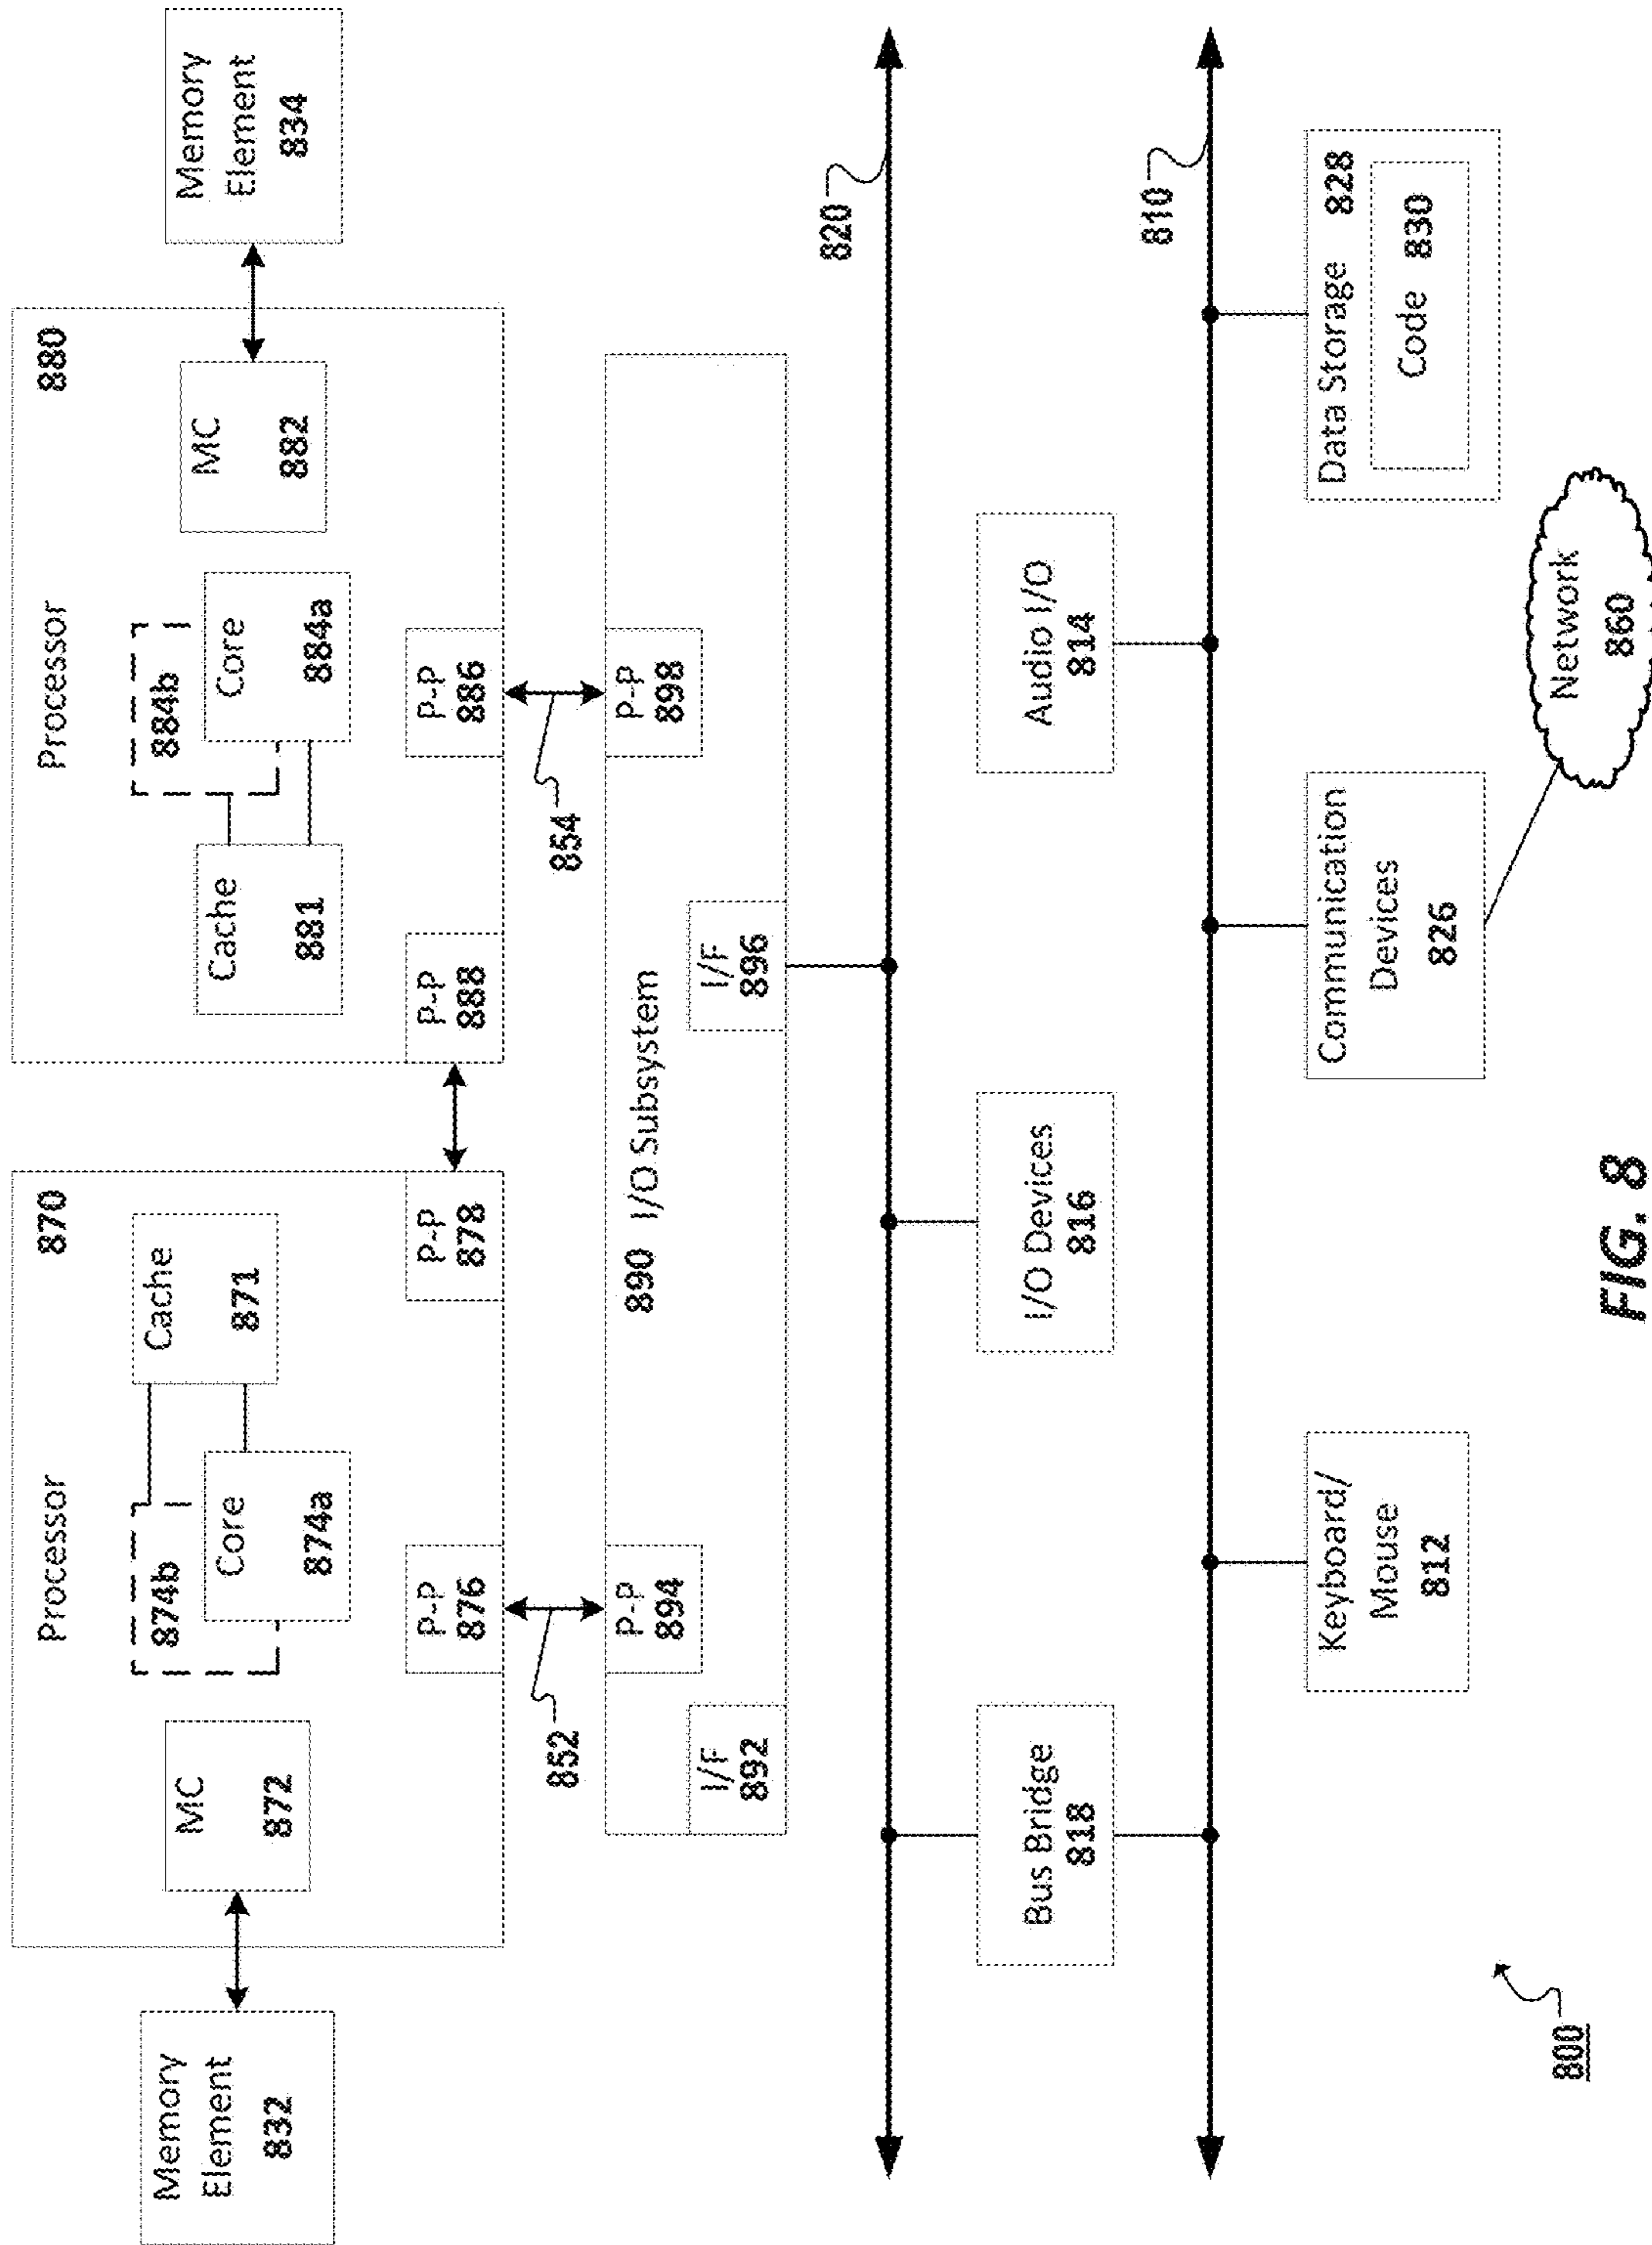 Memory
Element
832
Processor
870
MC
872
874b
Core
874a
Cache
871
P-P
876
P-P
878
Processor
880
Cache
881
884b
Core
884a
MC
882
P-P
888
P-P
886
Memory
Element
834
852
854
P-P
894
890 I/O Subsystem
P-P
898
I/F
892
I/F
896
820
Bus Bridge
818
I/O Devices
816
Audio I/O
814
810
Keyboard/
Mouse
812
Communication
Devices
826
Data Storage 828
Code 830
Network
860
800
FIG. 8